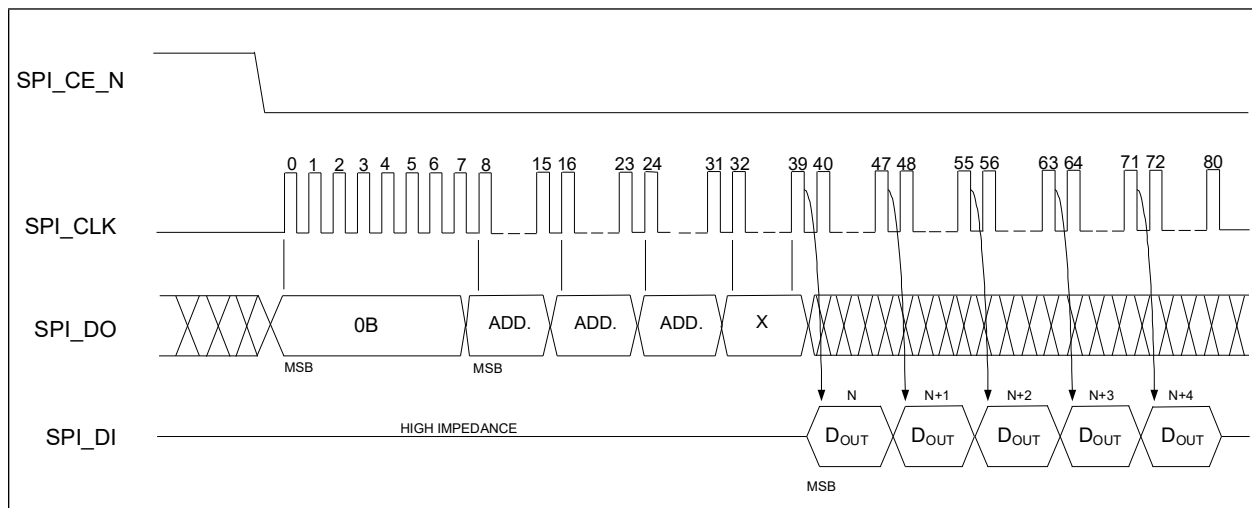 SPI_CE_N
0 1 2 3 4 5 6 7 8 15 16 23 24 31 32 39 40 47 48 55 56 63 64 71 72 80
SPI_CLK
SPI_DO 0B ADD. ADD. ADD. X
MSB MSB
N N+1 N+2 N+3 N+4
SPI_DI HIGH IMPEDANCE DOUT DOUT DOUT DOUT DOUT
MSB